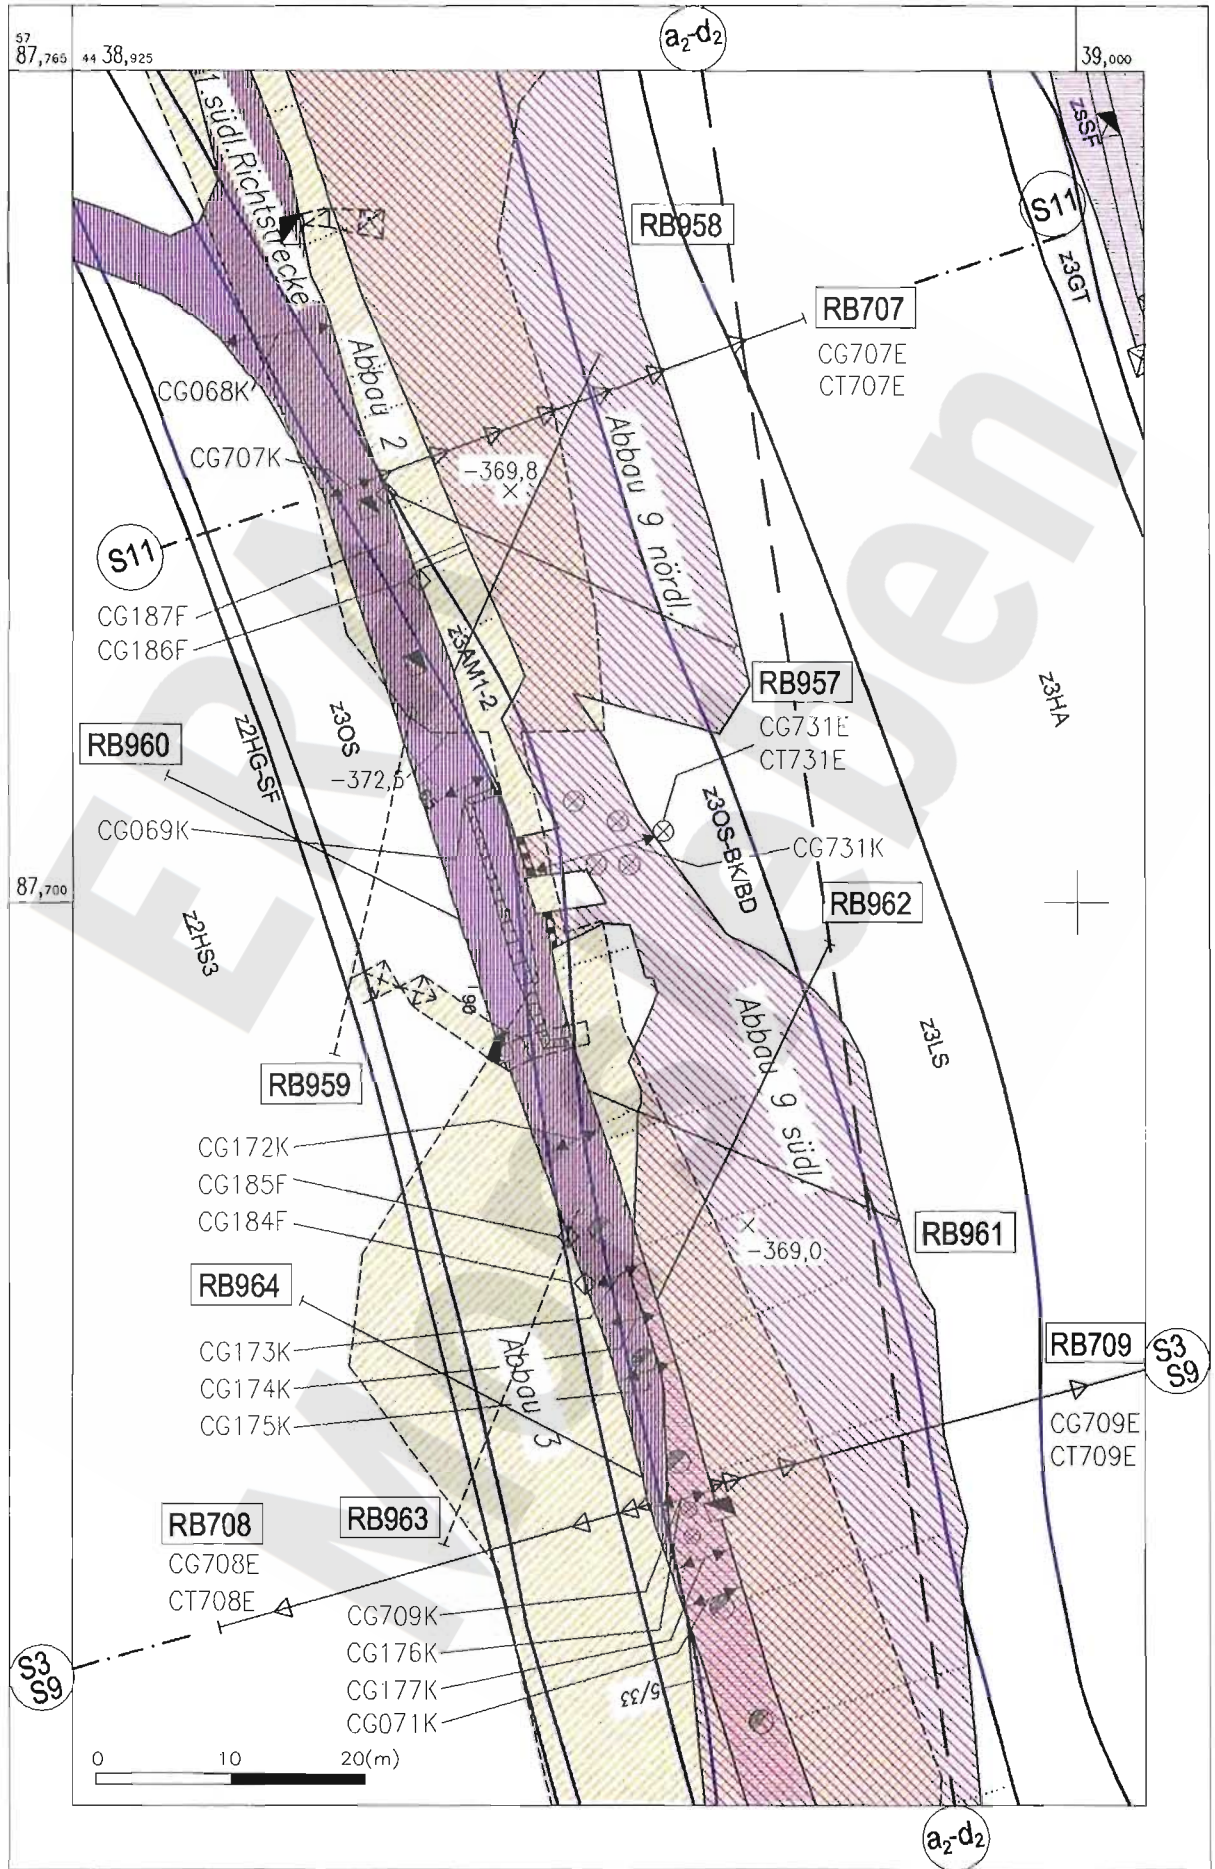 a₂-d₂
57
87,765
44 38,925
39,000
1.südl.Richtstrecke
zsSF
S11
RB958
z3GT
RB707
CG707E
CT707E
Abbau 2
CG068K
CG707K
-369,8
Abbau 9 nördl.
S11
CG187F
CG186F
z3AM1-2
RB957
CG731E
CT731E
z3HA
z3OS
z2HG-SF
RB960
-372,5
CG069K
z3OS-BK/BD
CG731K
87,700
RB962
z2HS3
Abbau 9 südl.
z3LS
RB959
CG172K
CG185F
CG184F
RB961
-369,0
RB964
CG173K
CG174K
CG175K
Abbau 3
RB709
S3
S9
CG709E
CT709E
RB708
CG708E
CT708E
RB963
CG709K
CG176K
CG177K
CG071K
5/33
S3
S9
0 10 20(m)
a₂-d₂
ERA Morsleben